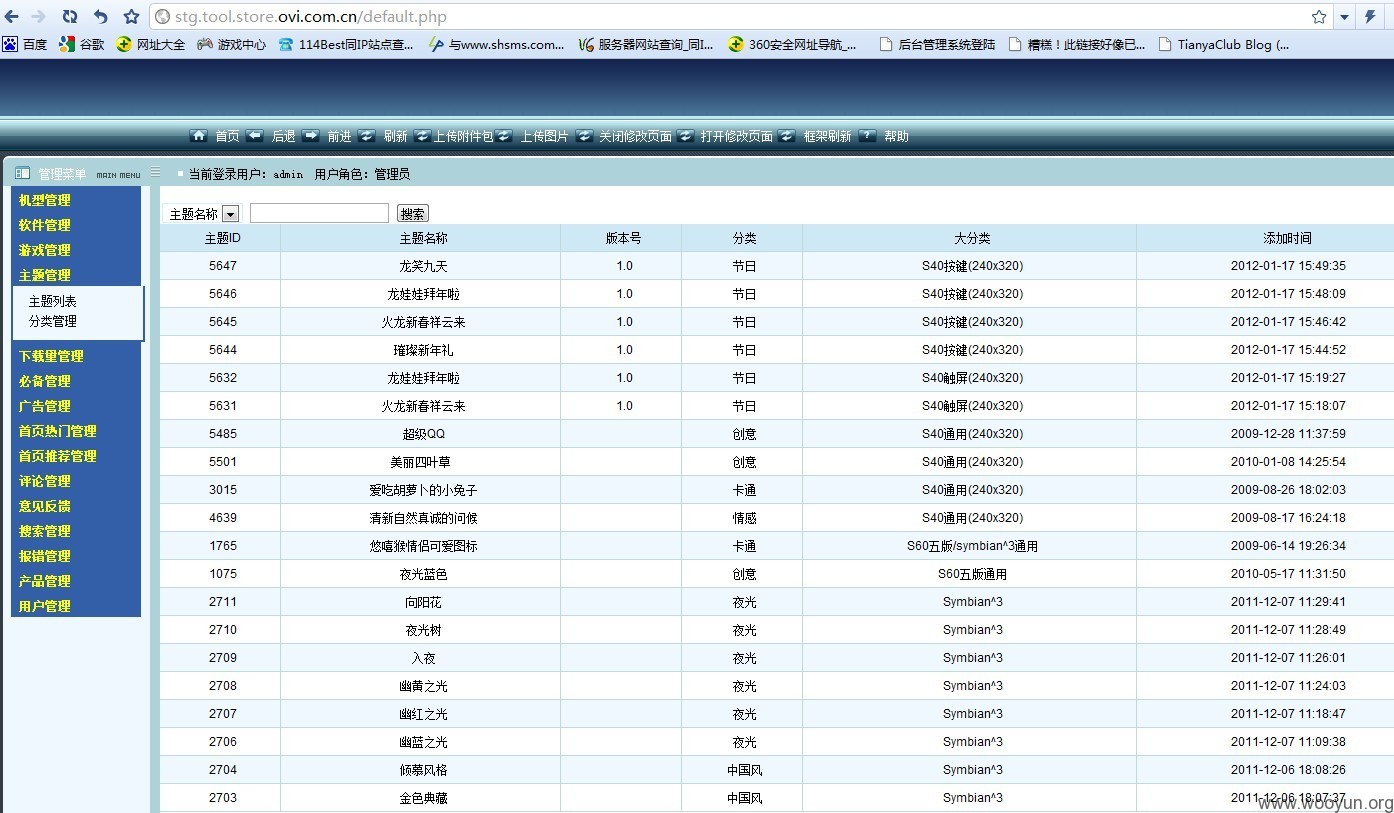 stg.tool.store.ovi.com.cn/default.php
百度 谷歌 网址大全 游戏中心 114Best同IP站点查... 与www.shsms.com... 服务器网站查询_同I... 360安全网址导航_... 后台管理系统登陆 糟糕！此链接好像已... TianyaClub Blog (...
首页 后退 前进 刷新 上传附件包 上传图片 关闭修改页面 打开修改页面 框架刷新 帮助
管理菜单 MAIN MENU 当前登录用户：admin 用户角色：管理员
机型管理
软件管理
游戏管理
主题管理
主题列表
分类管理
下载量管理
必备管理
广告管理
首页热门管理
首页推荐管理
评论管理
意见反馈
搜索管理
报错管理
产品管理
用户管理
主题名称 搜索
主题ID 主题名称 版本号 分类 大分类 添加时间
5647 龙笑九天 1.0 节日 S40按键(240x320) 2012-01-17 15:49:35
5646 龙娃娃拜年啦 1.0 节日 S40按键(240x320) 2012-01-17 15:48:09
5645 火龙新春祥云来 1.0 节日 S40按键(240x320) 2012-01-17 15:46:42
5644 璀璨新年礼 1.0 节日 S40按键(240x320) 2012-01-17 15:44:52
5632 龙娃娃拜年啦 1.0 节日 S40触屏(240x320) 2012-01-17 15:19:27
5631 火龙新春祥云来 1.0 节日 S40触屏(240x320) 2012-01-17 15:18:07
5485 超级QQ 创意 S40通用(240x320) 2009-12-28 11:37:59
5501 美丽四叶草 创意 S40通用(240x320) 2010-01-08 14:25:54
3015 爱吃胡萝卜的小兔子 卡通 S40通用(240x320) 2009-08-26 18:02:03
4639 清新自然真诚的问候 情感 S40通用(240x320) 2009-08-17 16:24:18
1765 悠嘻猴情侣可爱图标 卡通 S60五版/symbian^3通用 2009-06-14 19:26:34
1075 夜光蓝色 创意 S60五版通用 2010-05-17 11:31:50
2711 向阳花 夜光 Symbian^3 2011-12-07 11:29:41
2710 夜光树 夜光 Symbian^3 2011-12-07 11:28:49
2709 入夜 夜光 Symbian^3 2011-12-07 11:26:01
2708 幽黄之光 夜光 Symbian^3 2011-12-07 11:24:03
2707 幽红之光 夜光 Symbian^3 2011-12-07 11:18:47
2706 幽蓝之光 夜光 Symbian^3 2011-12-07 11:09:38
2704 倾慕风格 中国风 Symbian^3 2011-12-06 18:08:26
2703 金色典藏 中国风 Symbian^3 2011-12-06 18:07:37
www.wooyun.org